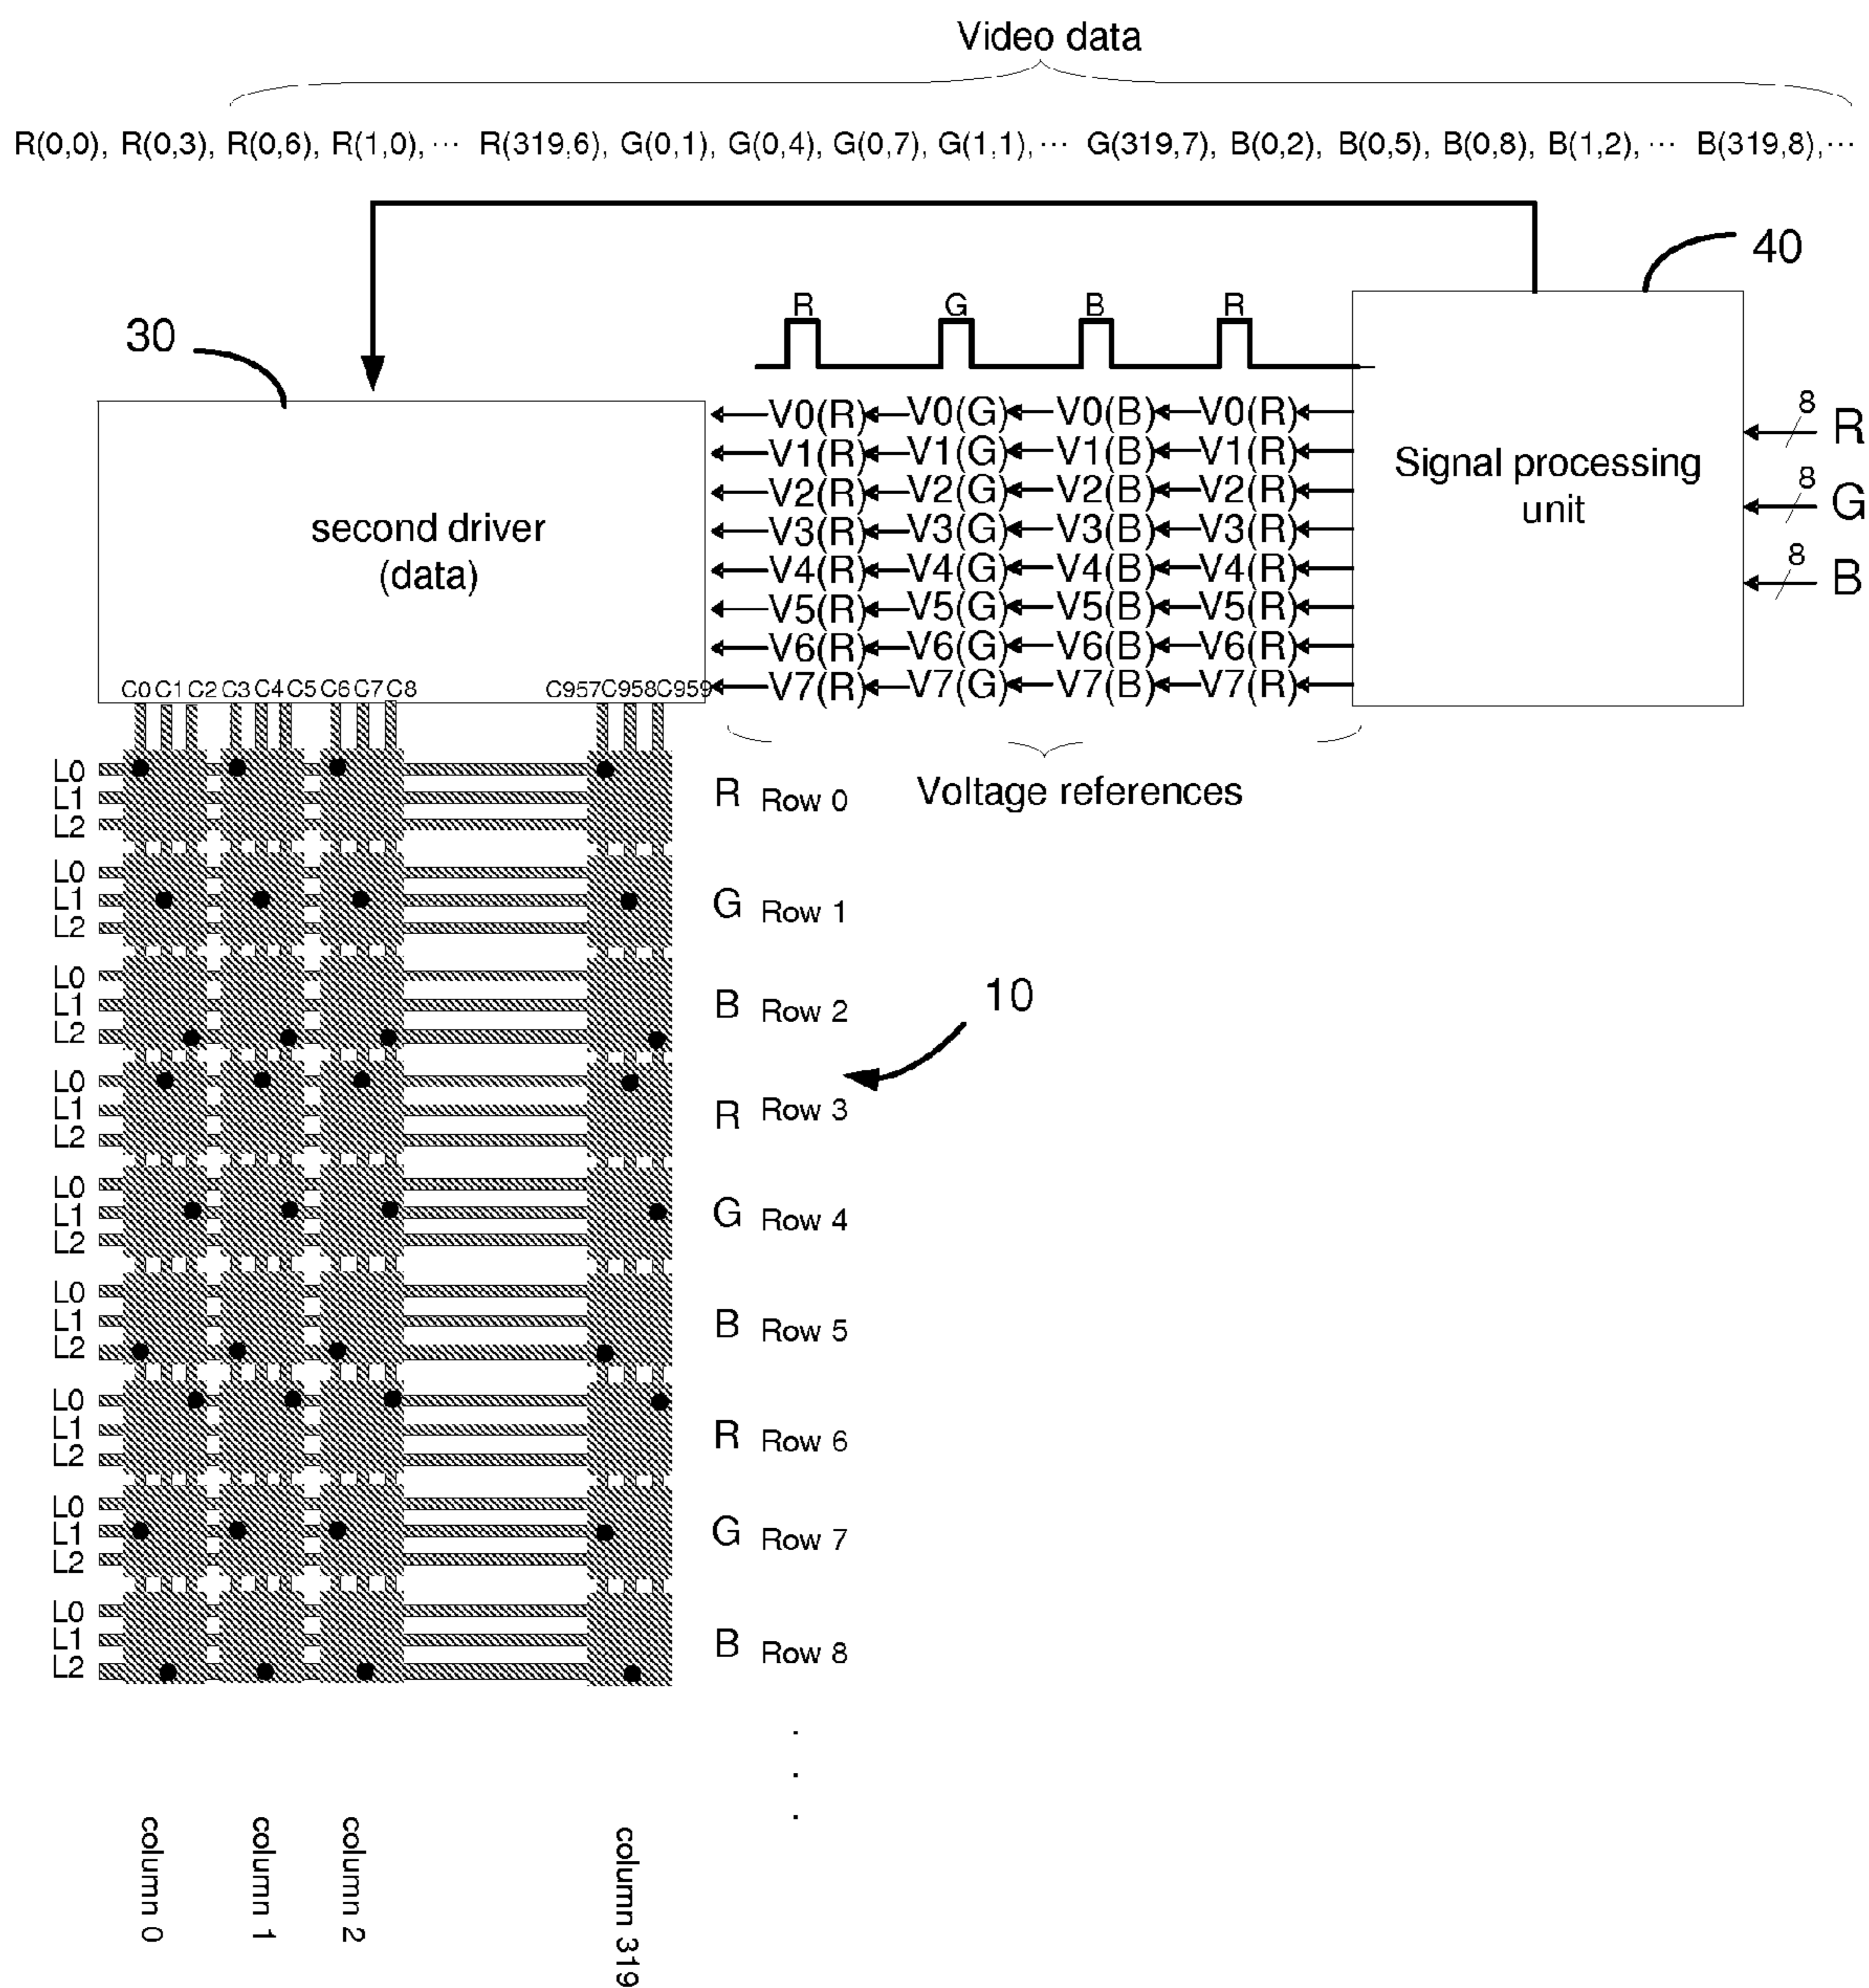 Video data
R(0,0), R(0,3), R(0,6), R(1,0), ··· R(319,6), G(0,1), G(0,4), G(0,7), G(1,1), ··· G(319,7), B(0,2), B(0,5), B(0,8), B(1,2), ··· B(319,8), ···
40
30
R G B R
V0(R) V0(G) V0(B) V0(R)
V1(R) V1(G) V1(B) V1(R)
V2(R) V2(G) V2(B) V2(R)
V3(R) V3(G) V3(B) V3(R)
V4(R) V4(G) V4(B) V4(R)
V5(R) V5(G) V5(B) V5(R)
V6(R) V6(G) V6(B) V6(R)
V7(R) V7(G) V7(B) V7(R)
second driver
(data)
Signal processing
unit
8 R
8 G
8 B
C0 C1 C2 C3 C4 C5 C6 C7 C8 C957 C958 C959
Voltage references
L0
L1
L2
R Row 0
L0
L1
L2
G Row 1
L0
L1
L2
B Row 2
10
L0
L1
L2
R Row 3
L0
L1
L2
G Row 4
L0
L1
L2
B Row 5
L0
L1
L2
R Row 6
L0
L1
L2
G Row 7
L0
L1
L2
B Row 8
column 0
column 1
column 2
column 319